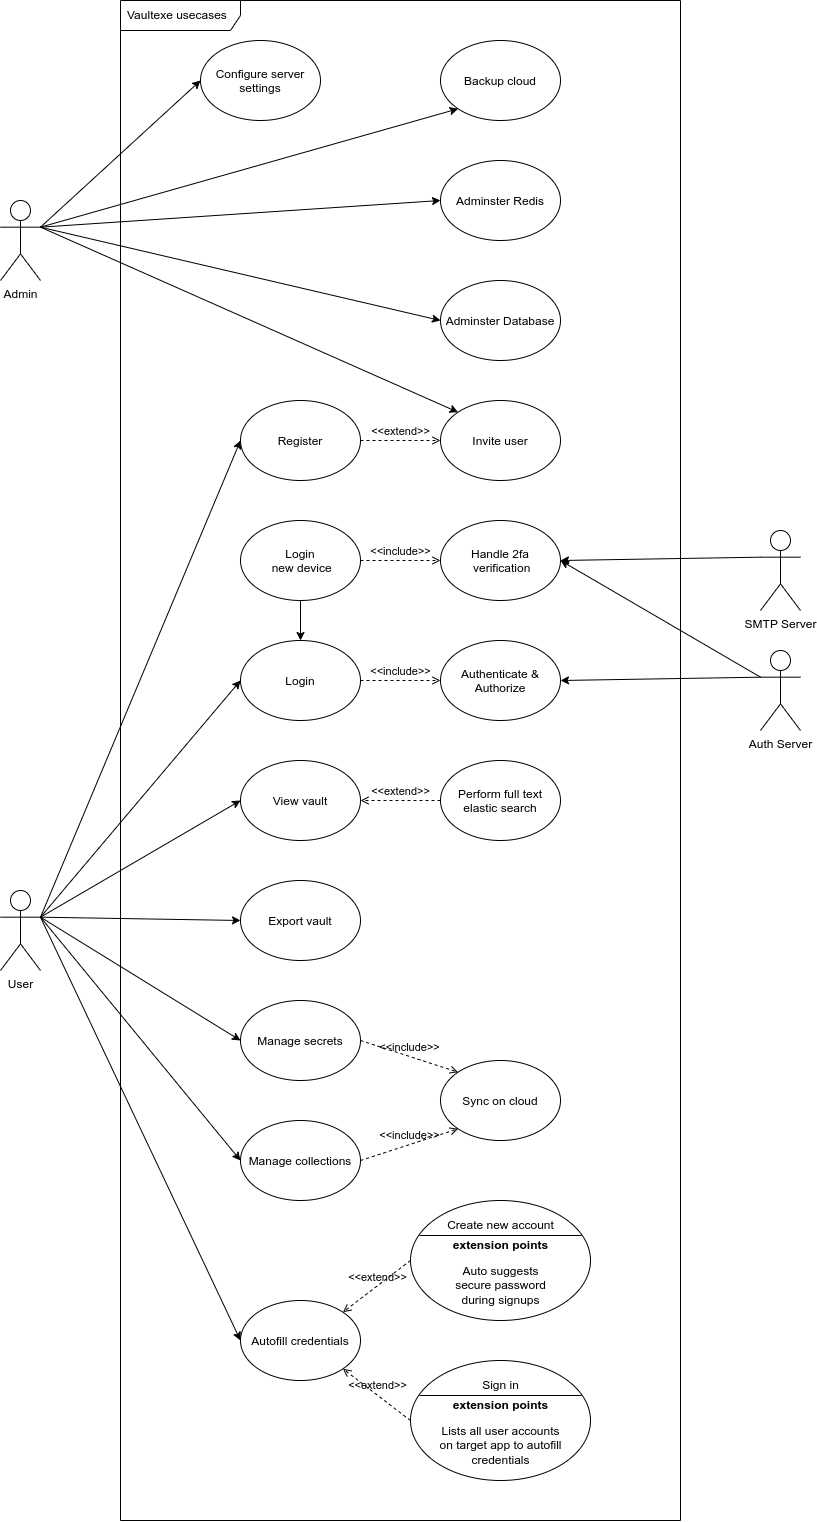 Vaultexe usecases
Configure server
settings
Backup cloud
Adminster Redis
Admin
Adminster Database
Register
<<extend>>
Invite user
Login
new device
<<include>>
Handle 2fa
verification
SMTP Server
Login
<<include>>
Authenticate &
Authorize
Auth Server
View vault
<<extend>>
Perform full text
elastic search
Export vault
User
Manage secrets
<<include>>
Sync on cloud
Manage collections
<<include>>
Create new account
extension points
Auto suggests
secure password
during signups
<<extend>>
Autofill credentials
<<extend>>
Sign in
extension points
Lists all user accounts
on target app to autofill
credentials